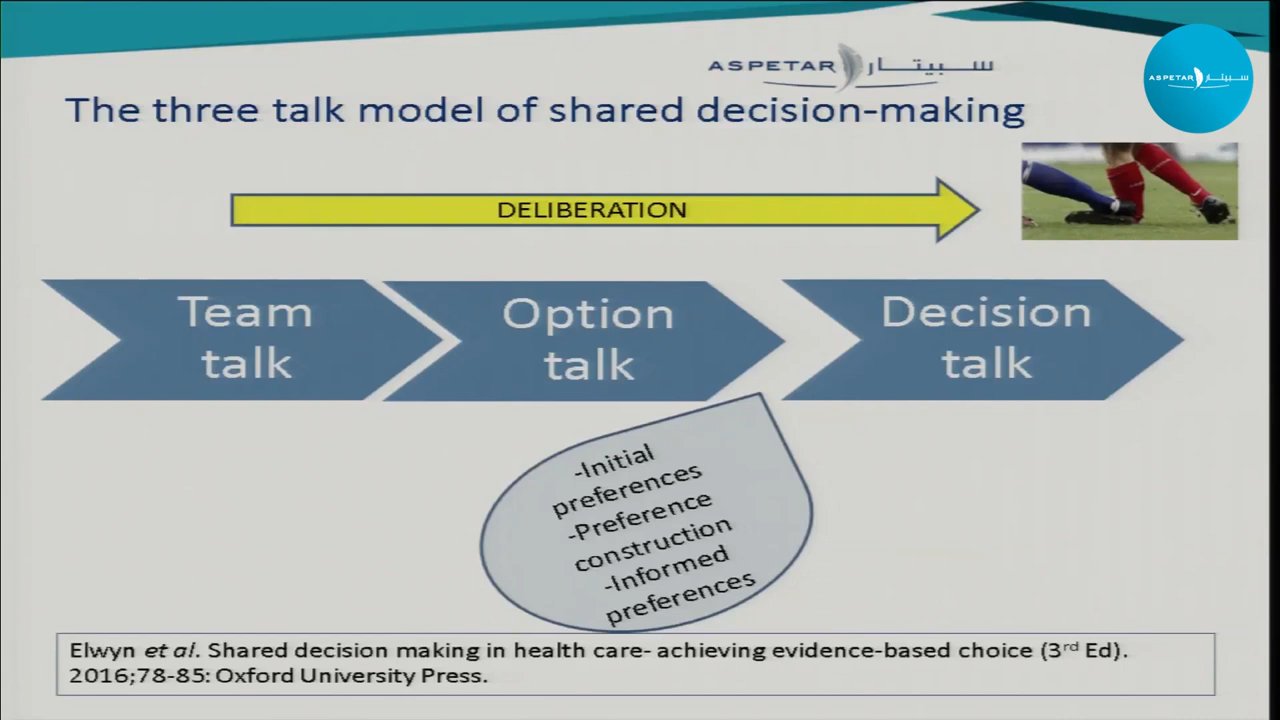 ASPETAR سبيتار
ASPETAR سبيتار
The three talk model of shared decision-making
DELIBERATION
Team
talk
Option
talk
Decision
talk
-Initial
preferences
-Preference
construction
-Informed
preferences
Elwyn et al. Shared decision making in health care- achieving evidence-based choice (3rd Ed).
2016;78-85: Oxford University Press.